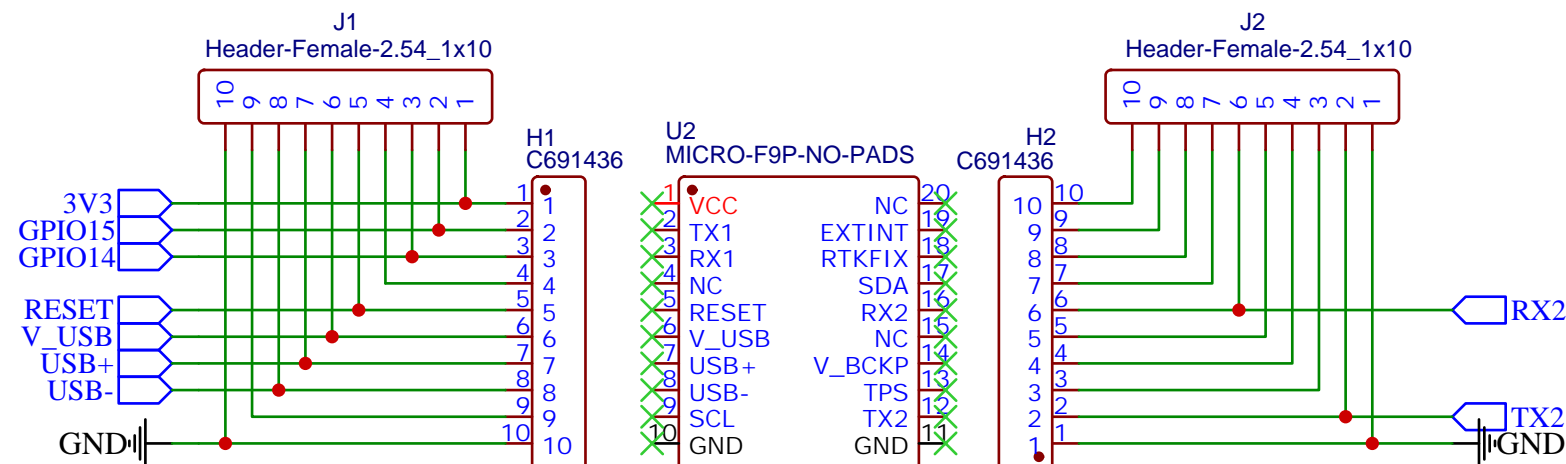 J1
Header-Female-2.54_1x10
10 9 8 7 6 5 4 3 2 1
J2
Header-Female-2.54_1x10
10 9 8 7 6 5 4 3 2 1
H1
C691436
U2
MICRO-F9P-NO-PADS
H2
C691436
3V3 1 1 1 VCC NC 20 10 10
GPIO15 2 2 2 TX1 EXTINT 19 9 9
GPIO14 3 3 3 RX1 RTKFIX 18 8 8
4 4 4 NC SDA 17 7 7
RESET 5 5 5 RESET RX2 16 6 6 RX2
V_USB 6 6 6 V_USB NC 15 5 5
USB+ 7 7 7 USB+ V_BCKP 14 4 4
USB- 8 8 8 USB- TPS 13 3 3
9 9 9 SCL TX2 12 2 2 TX2
GND 10 10 10 GND GND 11 1 1 GND